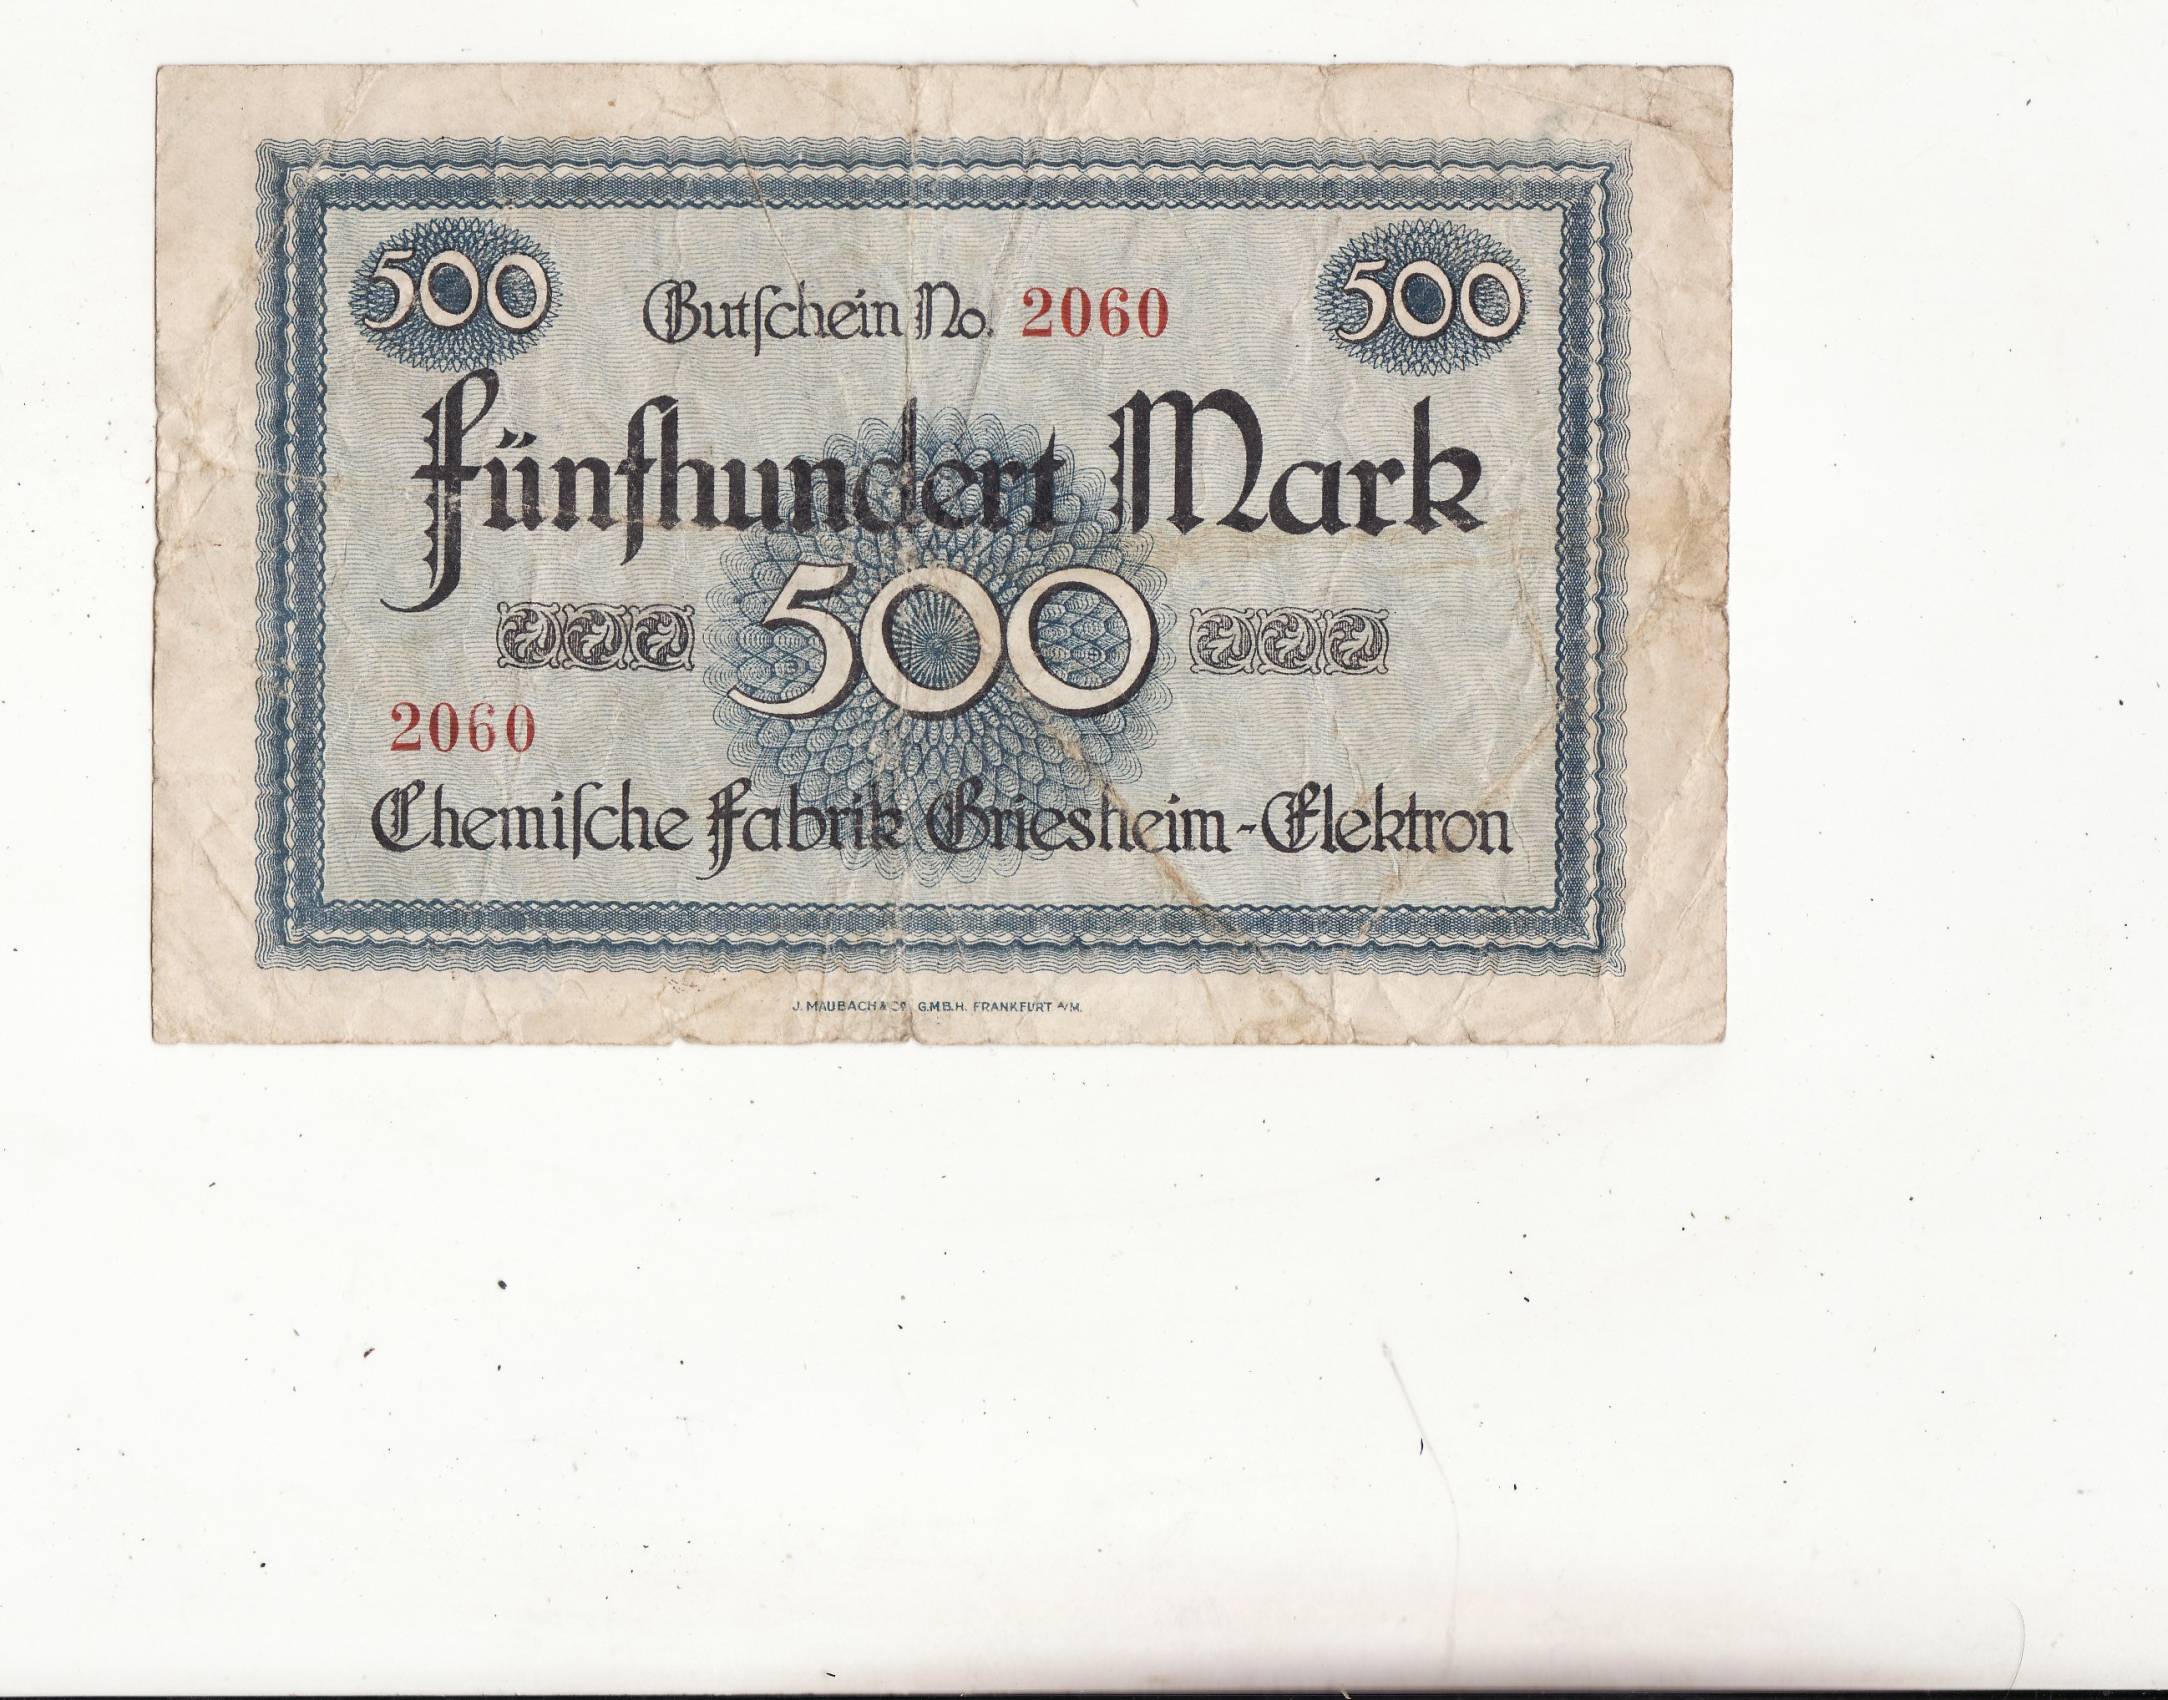 500
500
Gutſchein No. 2060
Fünfhundert Mark
500
2060
Chemiſche Fabrik Griesheim-Elektron
J. MAUBACH & Co. G.M.B.H. FRANKFURT A/M.